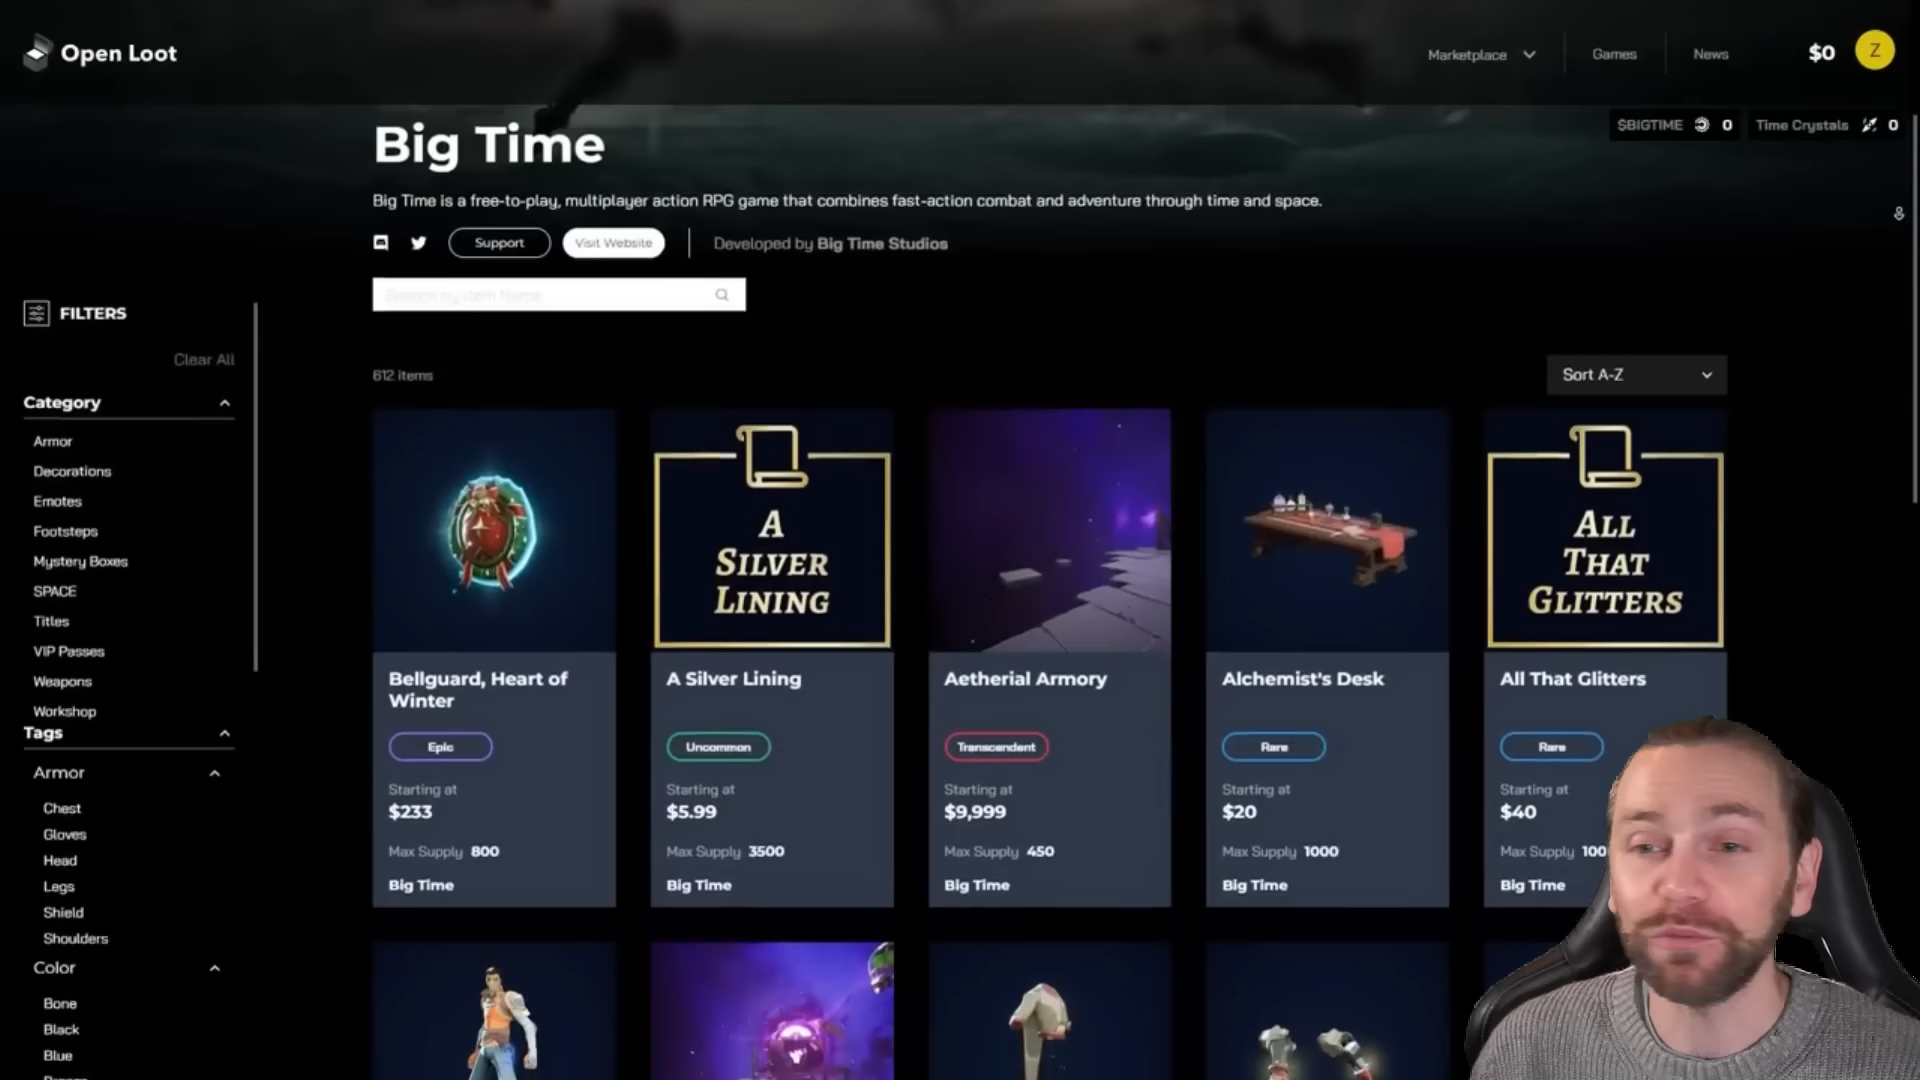 Open Loot
Marketplace
Games
News
$0
Z
$BIGTIME 0
Time Crystals 0
Big Time
Big Time is a free-to-play, multiplayer action RPG game that combines fast-action combat and adventure through time and space.
Support
Visit Website
Developed by Big Time Studios
Search by Item Name
FILTERS
Clear All
Category
Armor
Decorations
Emotes
Footsteps
Mystery Boxes
SPACE
Titles
VIP Passes
Weapons
Workshop
Tags
Armor
Chest
Gloves
Head
Legs
Shield
Shoulders
Color
Bone
Black
Blue
612 items
Sort A-Z
Bellguard, Heart of
Winter
Epic
Starting at
$233
Max Supply 800
Big Time
A
SILVER
LINING
A Silver Lining
Uncommon
Starting at
$5.99
Max Supply 3500
Big Time
Aetherial Armory
Transcendent
Starting at
$9,999
Max Supply 450
Big Time
Alchemist's Desk
Rare
Starting at
$20
Max Supply 1000
Big Time
ALL
THAT
GLITTERS
All That Glitters
Rare
Starting at
$40
Max Supply 100
Big Time